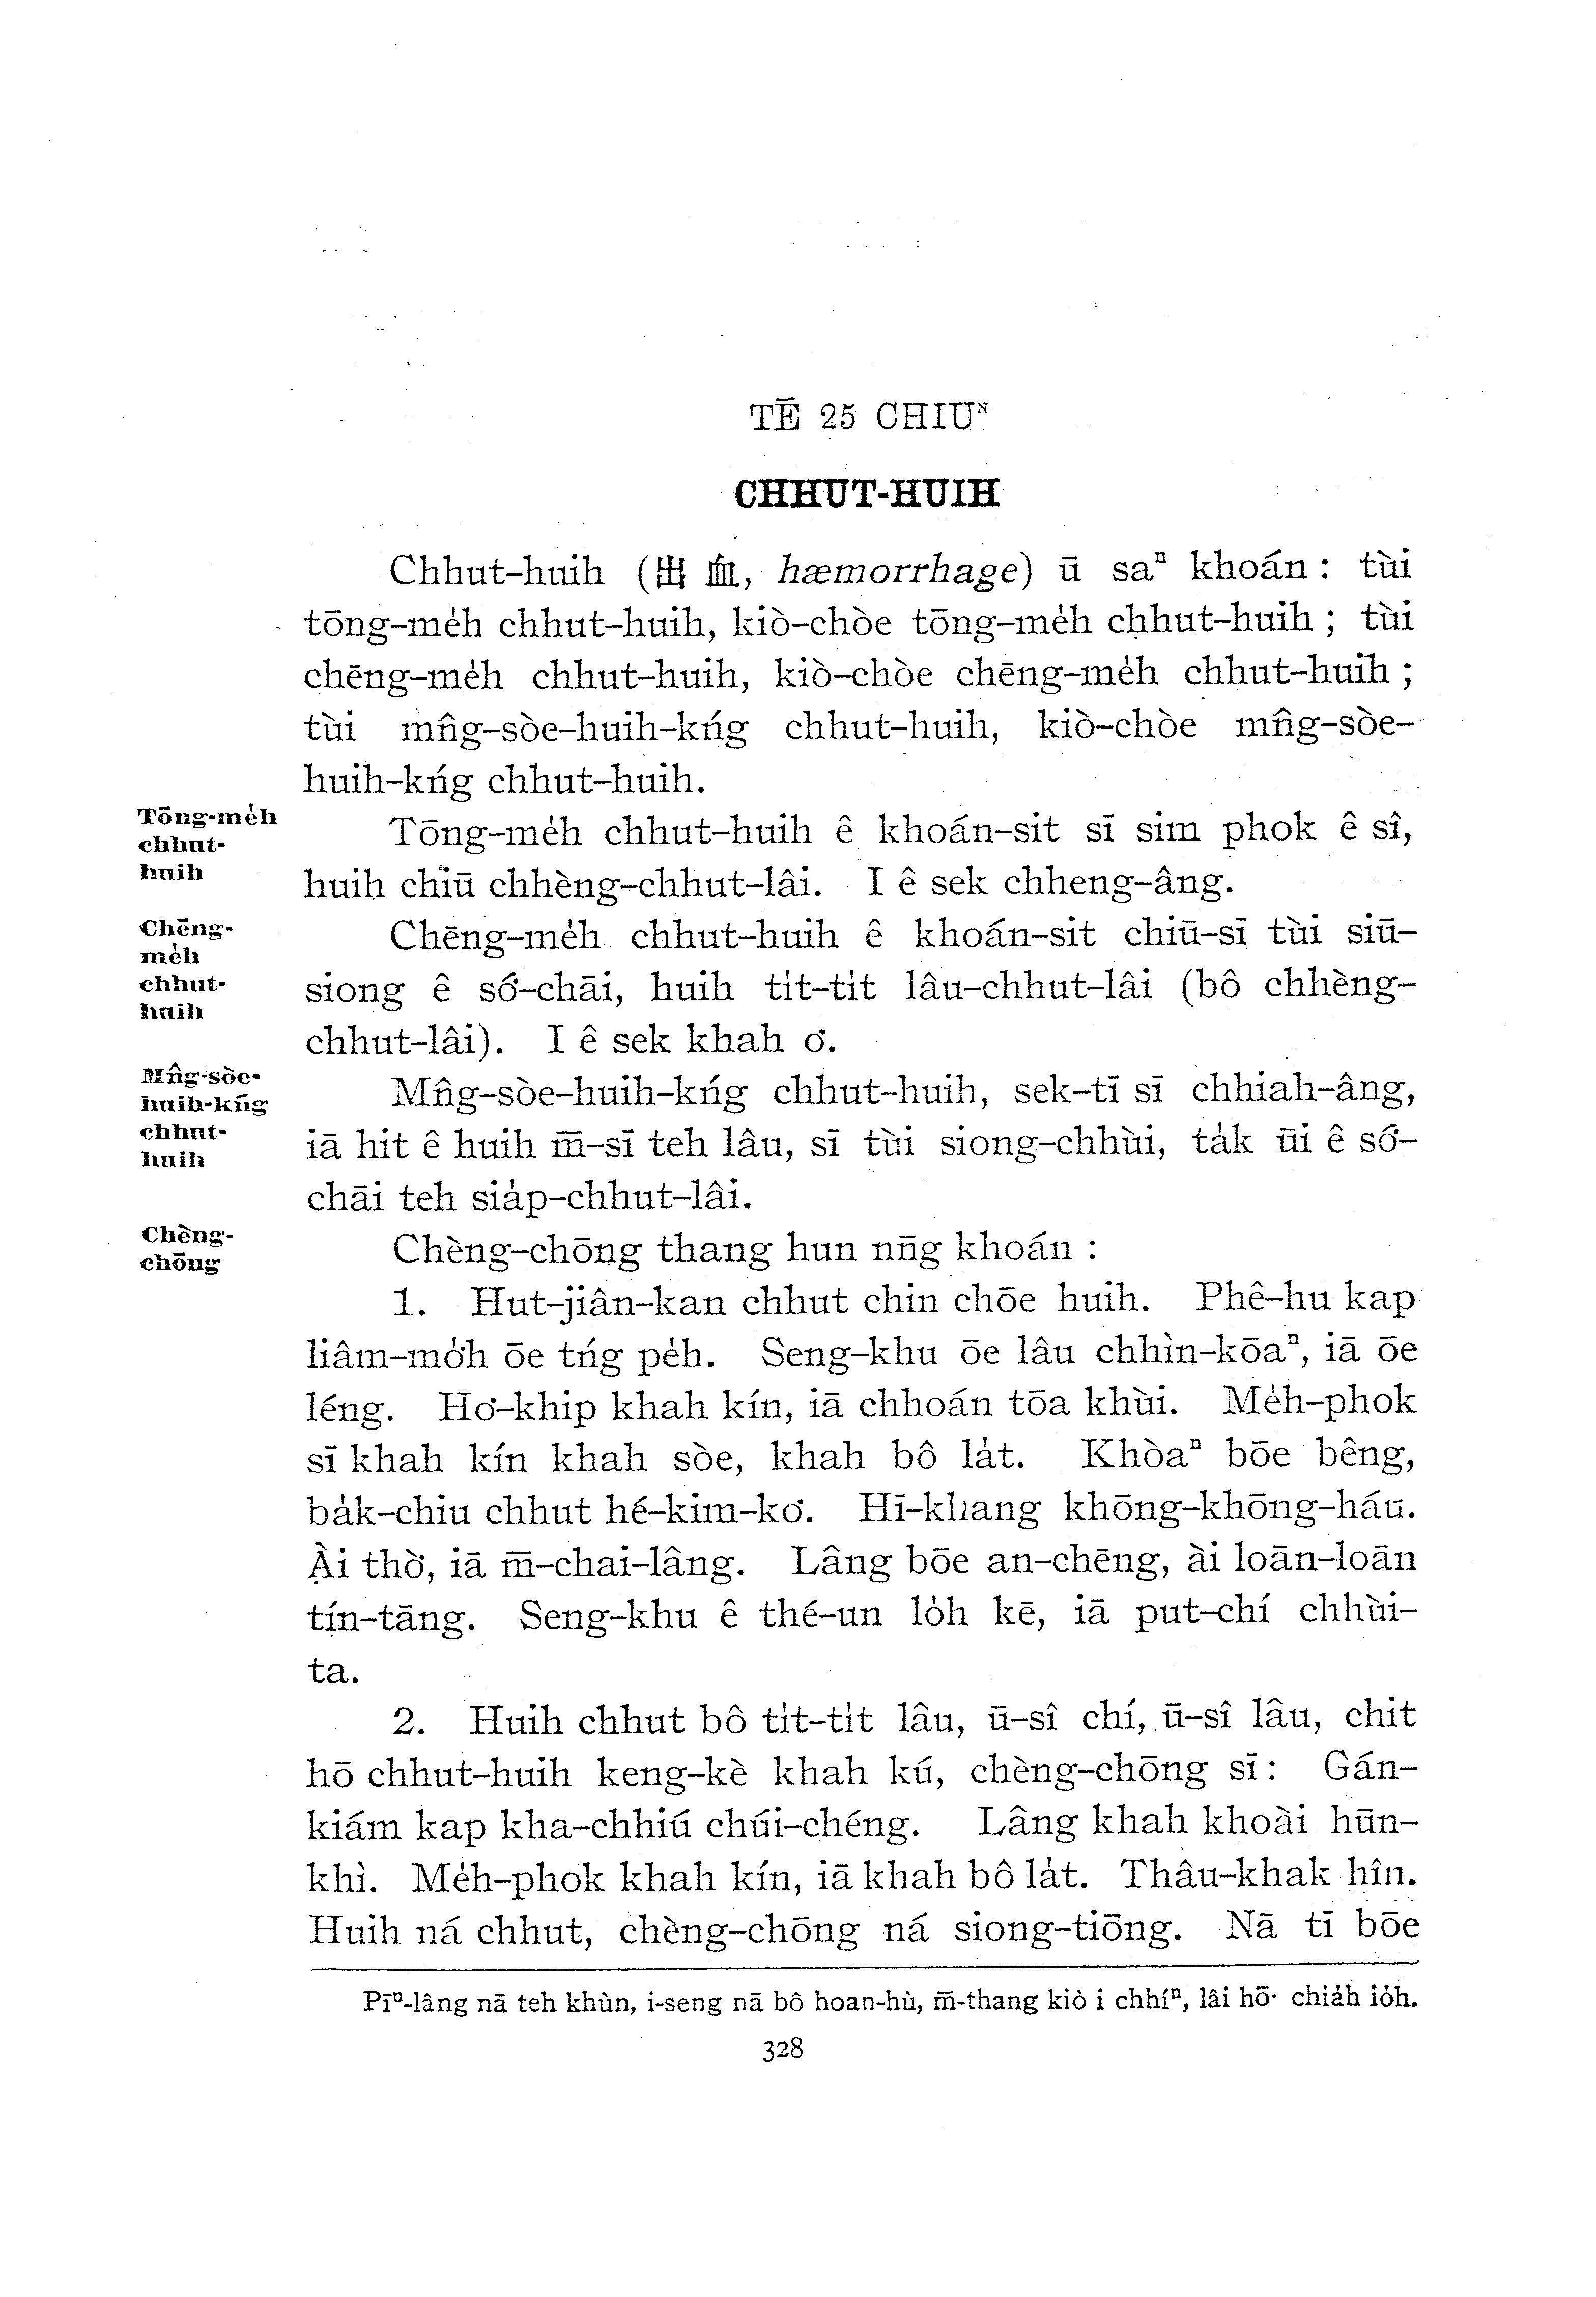 TĒ 25 CHIUᴺ
CHHUT-HUIH
Chhut-huih (出血, hæmorrhage) ū saⁿ khoán: tùi
tōng-me̍h chhut-huih, kiò-chòe tōng-me̍h chhut-huih; tùi
chēng-me̍h chhut-huih, kiò-chòe chēng-me̍h chhut-huih;
tùi mn̂g-sòe-huih-kńg chhut-huih, kiò-chòe mn̂g-sòe-
huih-kńg chhut-huih.
Tōng-me̍h
chhut-
huih
Tōng-me̍h chhut-huih ê khoán-sit sī sim phok ê sî,
huih chiū chhèng-chhut-lâi. I ê sek chheng-âng.
Chēng-
me̍h
chhut-
huih
Chēng-me̍h chhut-huih ê khoán-sit chiū-sī tùi siū-
siong ê só͘-chāi, huih ti̍t-ti̍t lâu-chhut-lâi (bô chhèng-
chhut-lâi). I ê sek khah o͘.
Mn̂g-sòe-
huih-kńg
chhut-
huih
Mn̂g-sòe-huih-kńg chhut-huih, sek-tī sī chhiah-âng,
iā hit ê huih m̄-sī teh lâu, sī tùi siong-chhùi, ta̍k ūi ê só͘-
chāi teh sia̍p-chhut-lâi.
Chèng-
chōng
Chèng-chōng thang hun nn̄g khoán:
1. Hut-jiân-kan chhut chin chōe huih. Phê-hu kap
liâm-mo̍͘h ōe tńg pe̍h. Seng-khu ōe lâu chhìn-kōaⁿ, iā ōe
léng. Ho͘-khip khah kín, iā chhoán tōa khùi. Me̍h-phok
sī khah kín khah sòe, khah bô la̍t. Khòaⁿ bōe bêng,
ba̍k-chiu chhut hé-kim-ko͘. Hī-khang khōng-khōng-háu.
Ài thò͘, iā m̄-chai-lâng. Lâng bōe an-chēng, ài loān-loān
tín-tāng. Seng-khu ê thé-un lo̍h kē, iā put-chí chhùi-
ta.
2. Huih chhut bô ti̍t-ti̍t lâu, ū-sî chí, ū-sî lâu, chit
hō chhut-huih keng-kè khah kú, chèng-chōng sī: Gán-
kiám kap kha-chhiú chúi-chéng. Lâng khah khoài hūn-
khì. Me̍h-phok khah kín, iā khah bô la̍t. Thâu-khak hîn.
Huih ná chhut, chèng-chōng ná siong-tiōng. Nā tī bōe
Pīⁿ-lâng nā teh khùn, i-seng nā bô hoan-hù, m̄-thang kiò i chhíⁿ, lâi hō͘ chia̍h io̍h.
328